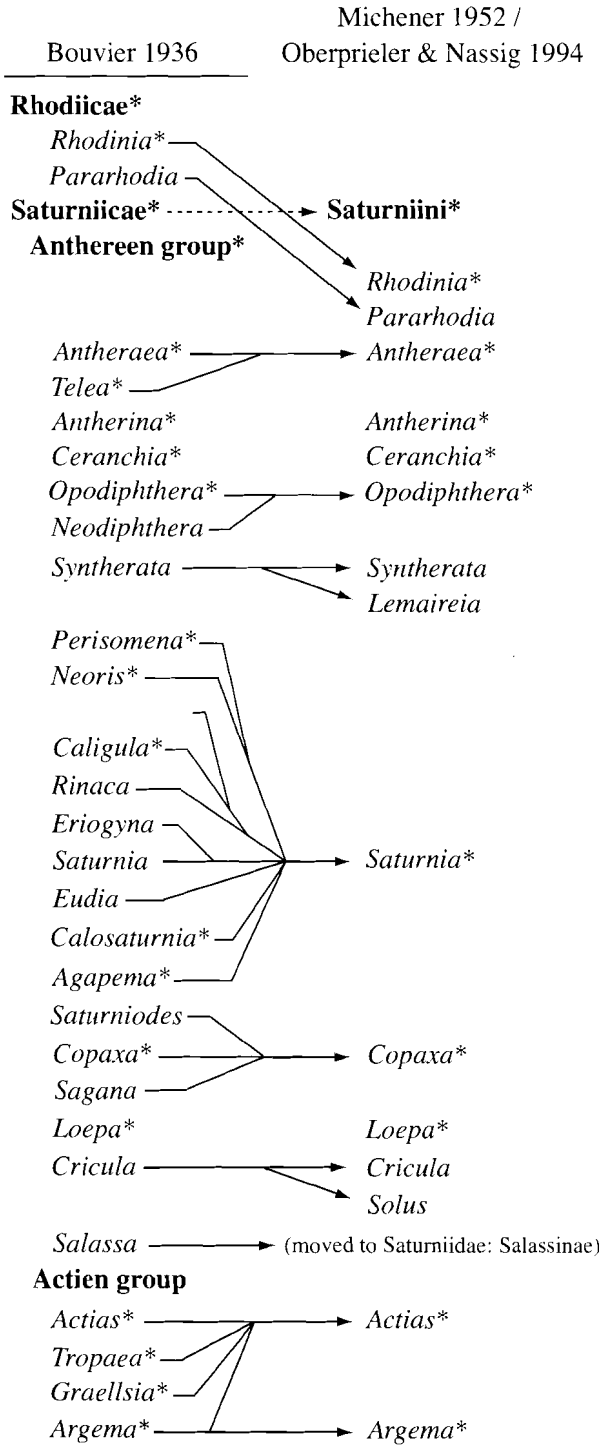 Michener 1952 /
Bouvier 1936 Oberprieler & Nassig 1994
Rhodiicae*
Rhodinia*
Pararhodia
Saturniicae* Saturniini*
Anthereen group*
Rhodinia*
Pararhodia
Antheraea* Antheraea*
Telea*
Antherina* Antherina*
Ceranchia* Ceranchia*
Opodiphthera* Opodiphthera*
Neodiphthera
Syntherata Syntherata
Lemaireia
Perisomena*
Neoris*
Caligula*
Rinaca
Eriogyna
Saturnia Saturnia*
Eudia
Calosaturnia*
Agapema*
Saturniodes
Copaxa* Copaxa*
Sagana
Loepa* Loepa*
Cricula Cricula
Solus
Salassa (moved to Saturniidae: Salassinae)
Actien group
Actias* Actias*
Tropaea*
Graellsia*
Argema* Argema*